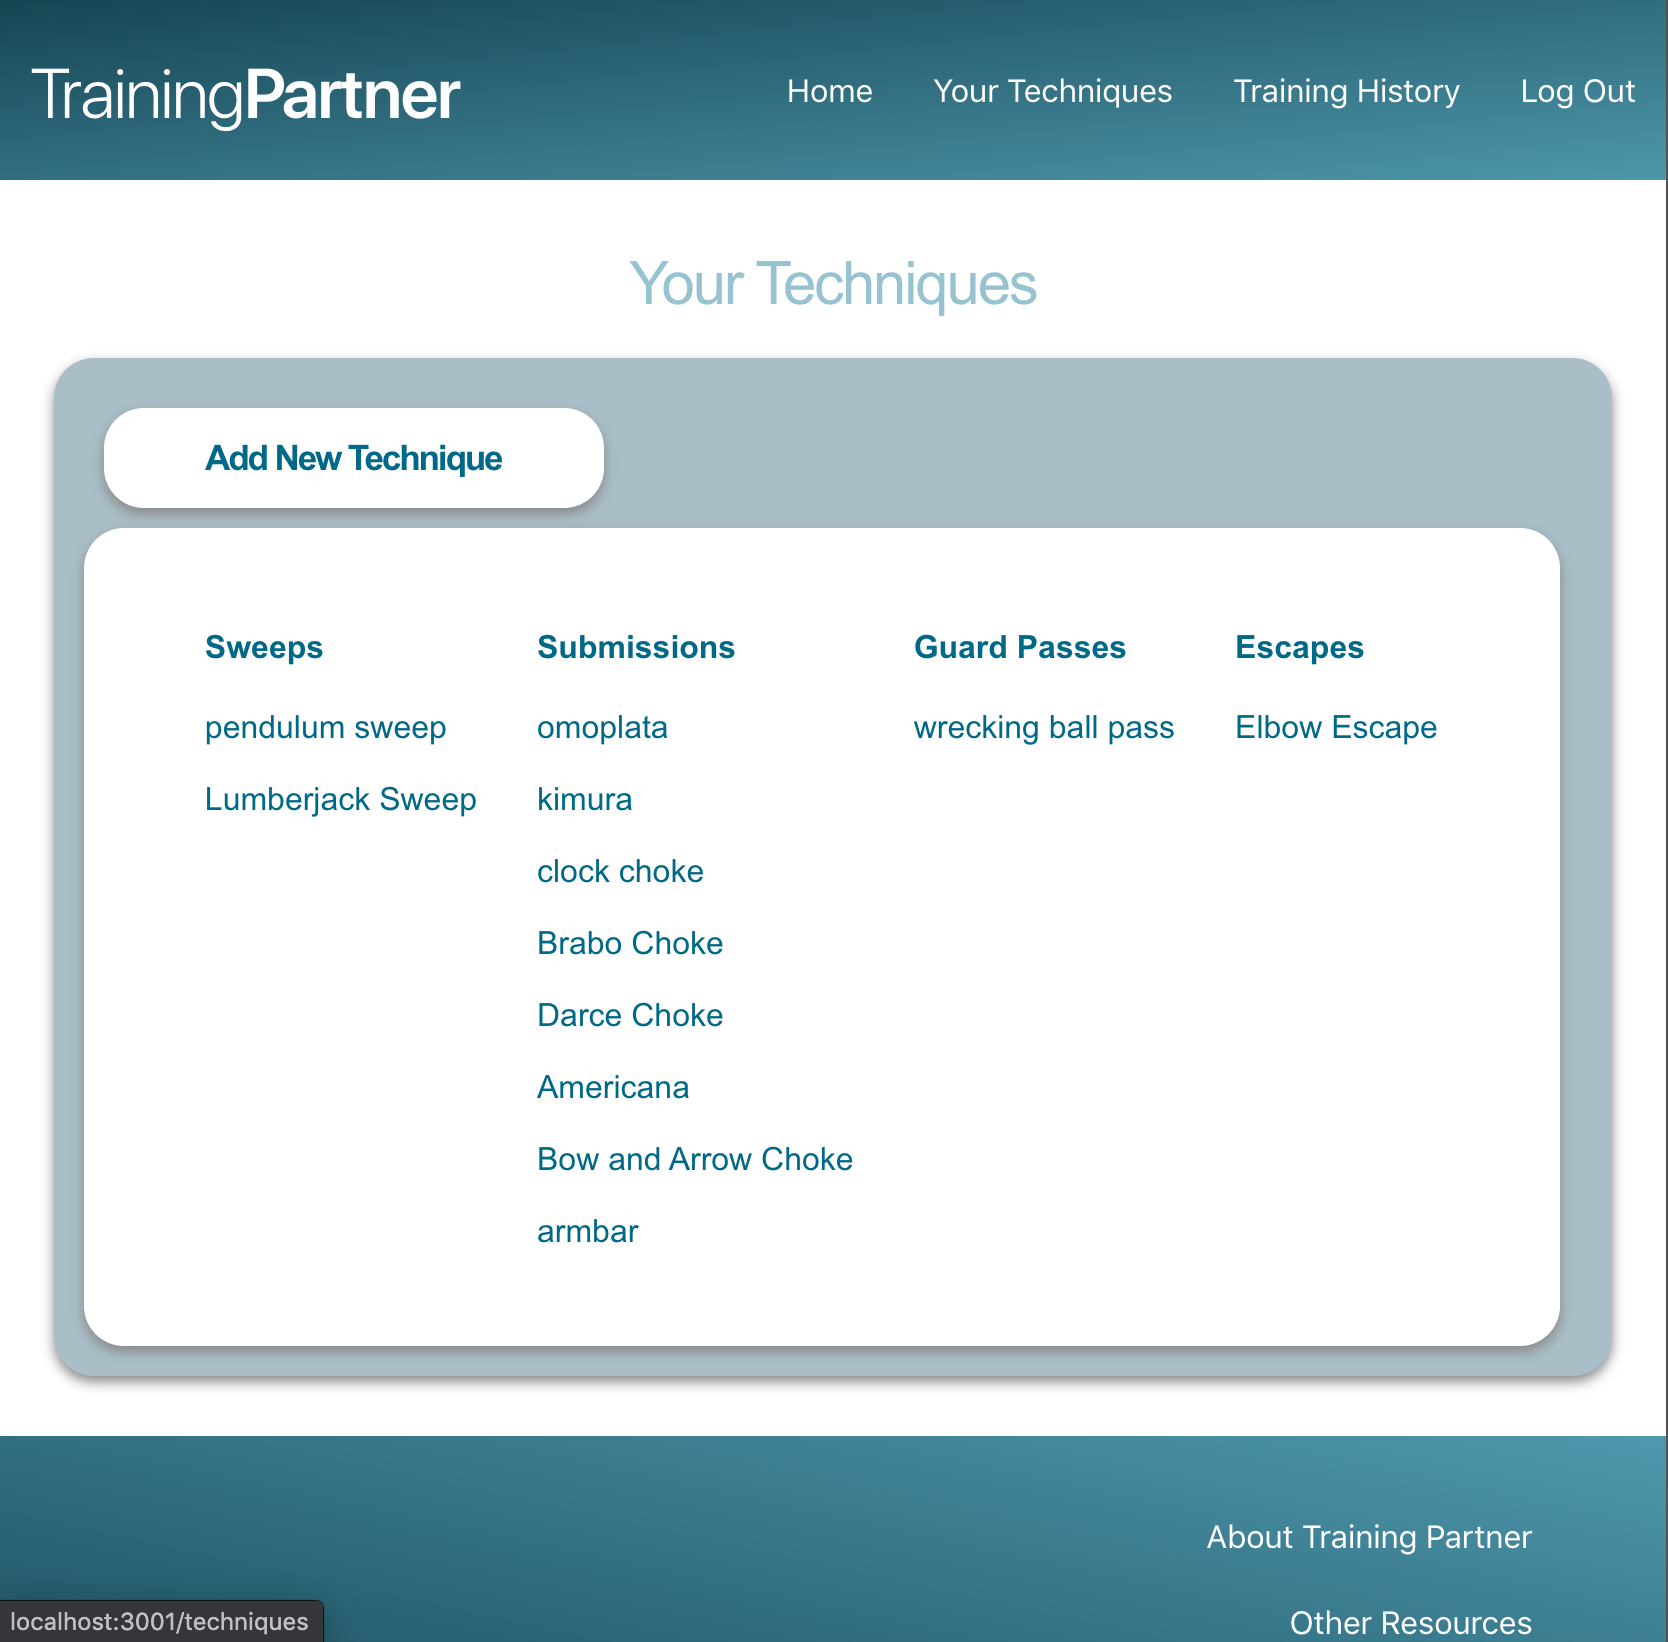 TrainingPartner
Home Your Techniques Training History Log Out
Your Techniques
Add New Technique
Sweeps
pendulum sweep
Lumberjack Sweep
Submissions
omoplata
kimura
clock choke
Brabo Choke
Darce Choke
Americana
Bow and Arrow Choke
armbar
Guard Passes
wrecking ball pass
Escapes
Elbow Escape
About Training Partner
Other Resources
localhost:3001/techniques